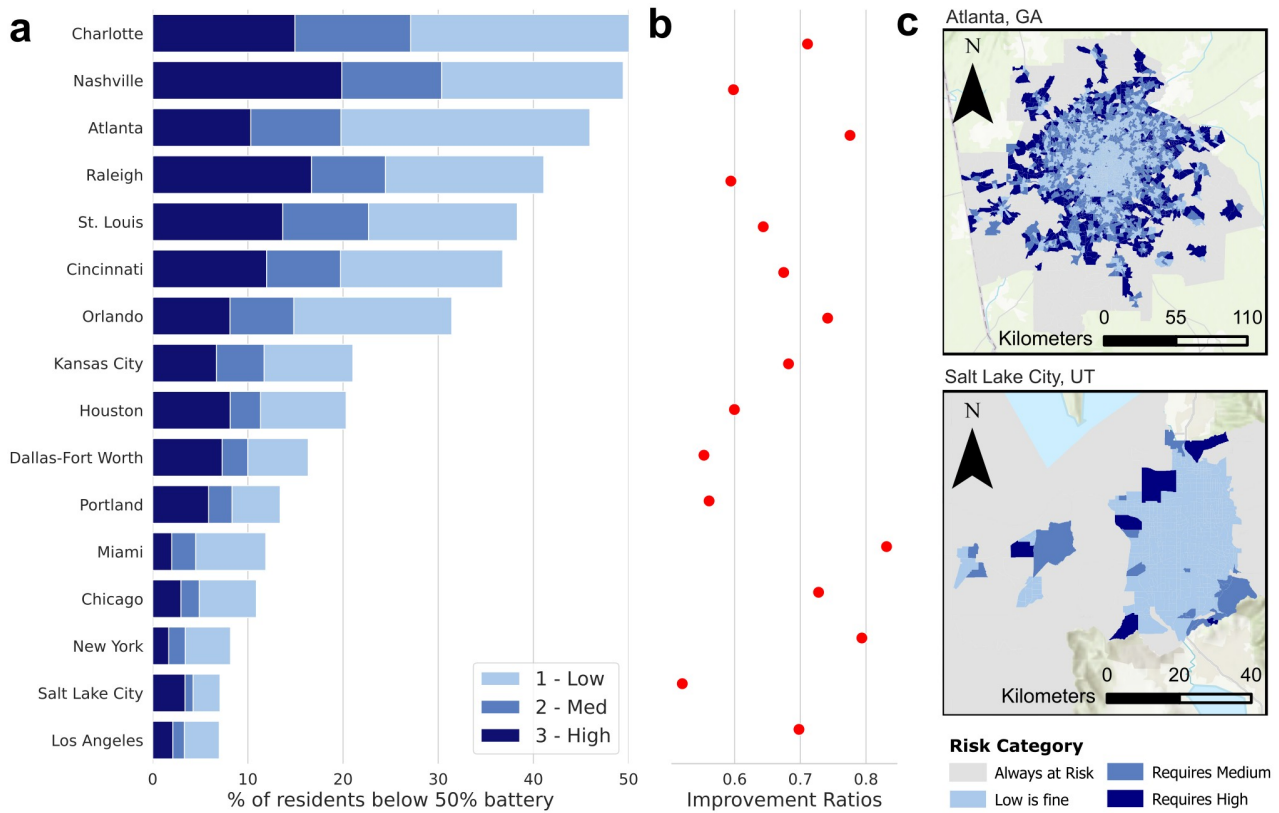 a
Charlotte
Nashville
Atlanta
Raleigh
St. Louis
Cincinnati
Orlando
Kansas City
Houston
Dallas-Fort Worth
Portland
Miami
Chicago
New York
Salt Lake City
Los Angeles
0 10 20 30 40 50
% of residents below 50% battery
1 - Low
2 - Med
3 - High
b
0.6 0.7 0.8
Improvement Ratios
c
Atlanta, GA
N
0 55 110
Kilometers
Salt Lake City, UT
N
0 20 40
Kilometers
Risk Category
Always at Risk
Low is fine
Requires Medium
Requires High